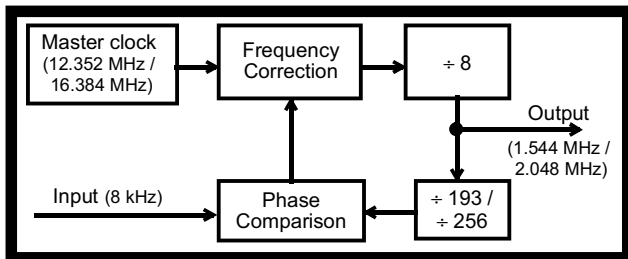 Master clock
(12.352 MHz /
16.384 MHz)
Frequency
Correction
÷ 8
Output
(1.544 MHz /
2.048 MHz)
Input (8 kHz)
Phase
Comparison
÷ 193 /
÷ 256